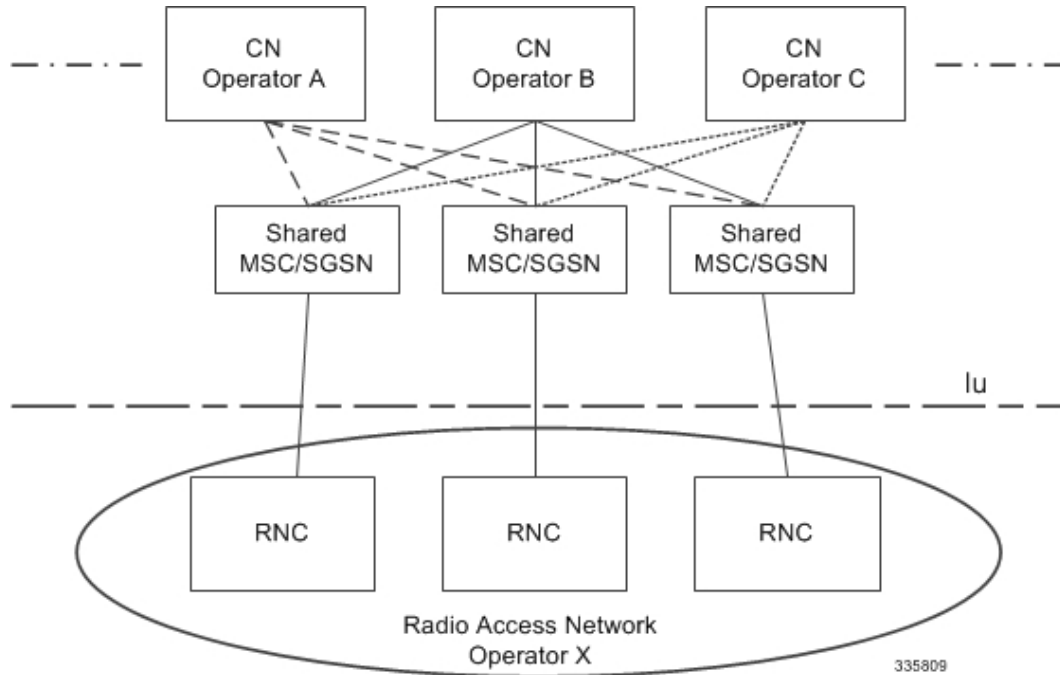 CN
Operator A
CN
Operator B
CN
Operator C
Shared
MSC/SGSN
Shared
MSC/SGSN
Shared
MSC/SGSN
Iu
RNC
RNC
RNC
Radio Access Network
Operator X
335809